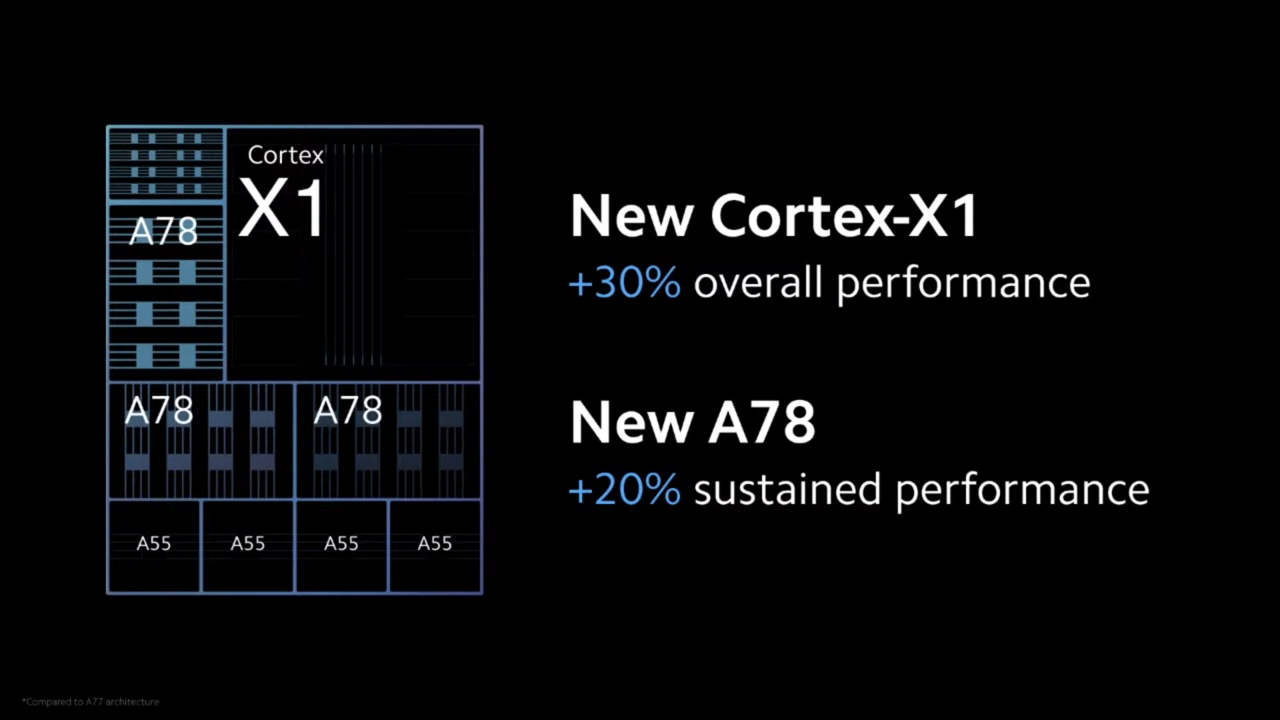 Cortex
X1
A78
A78
A78
A55
A55
A55
A55
New Cortex-X1
+30% overall performance
New A78
+20% sustained performance
*Compared to A77 architecture